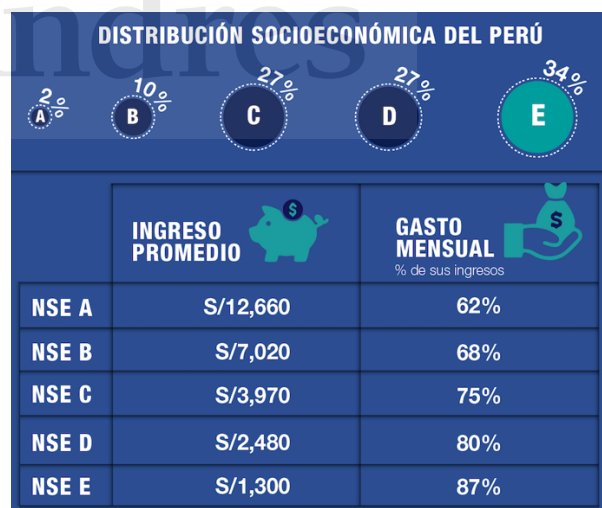 ndres
DISTRIBUCIÓN SOCIOECONÓMICA DEL PERÚ
2% 10% 27% 27% 34%
A B C D E
INGRESO
PROMEDIO
$
GASTO
MENSUAL
% de sus ingresos
$
NSE A S/12,660 62%
NSE B S/7,020 68%
NSE C S/3,970 75%
NSE D S/2,480 80%
NSE E S/1,300 87%